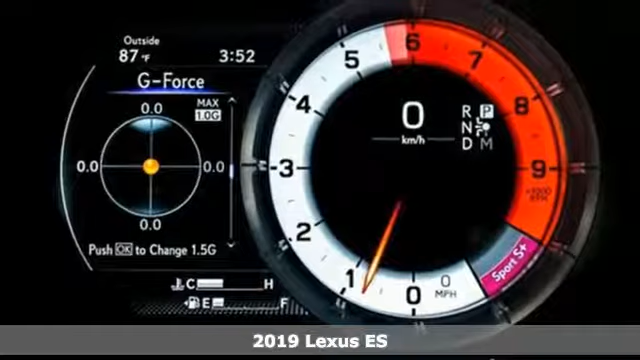 Outside
87°F 3:52
G-Force
MAX
1.0G
0.0
0.0 0.0
0.0
Push OK to Change 1.5G
C H
E F
0
km/h
R P
N
D M
0
1
2
3
4
5
6
7
8
9
×1000
RPM
Sport S+
0
MPH
2019 Lexus ES